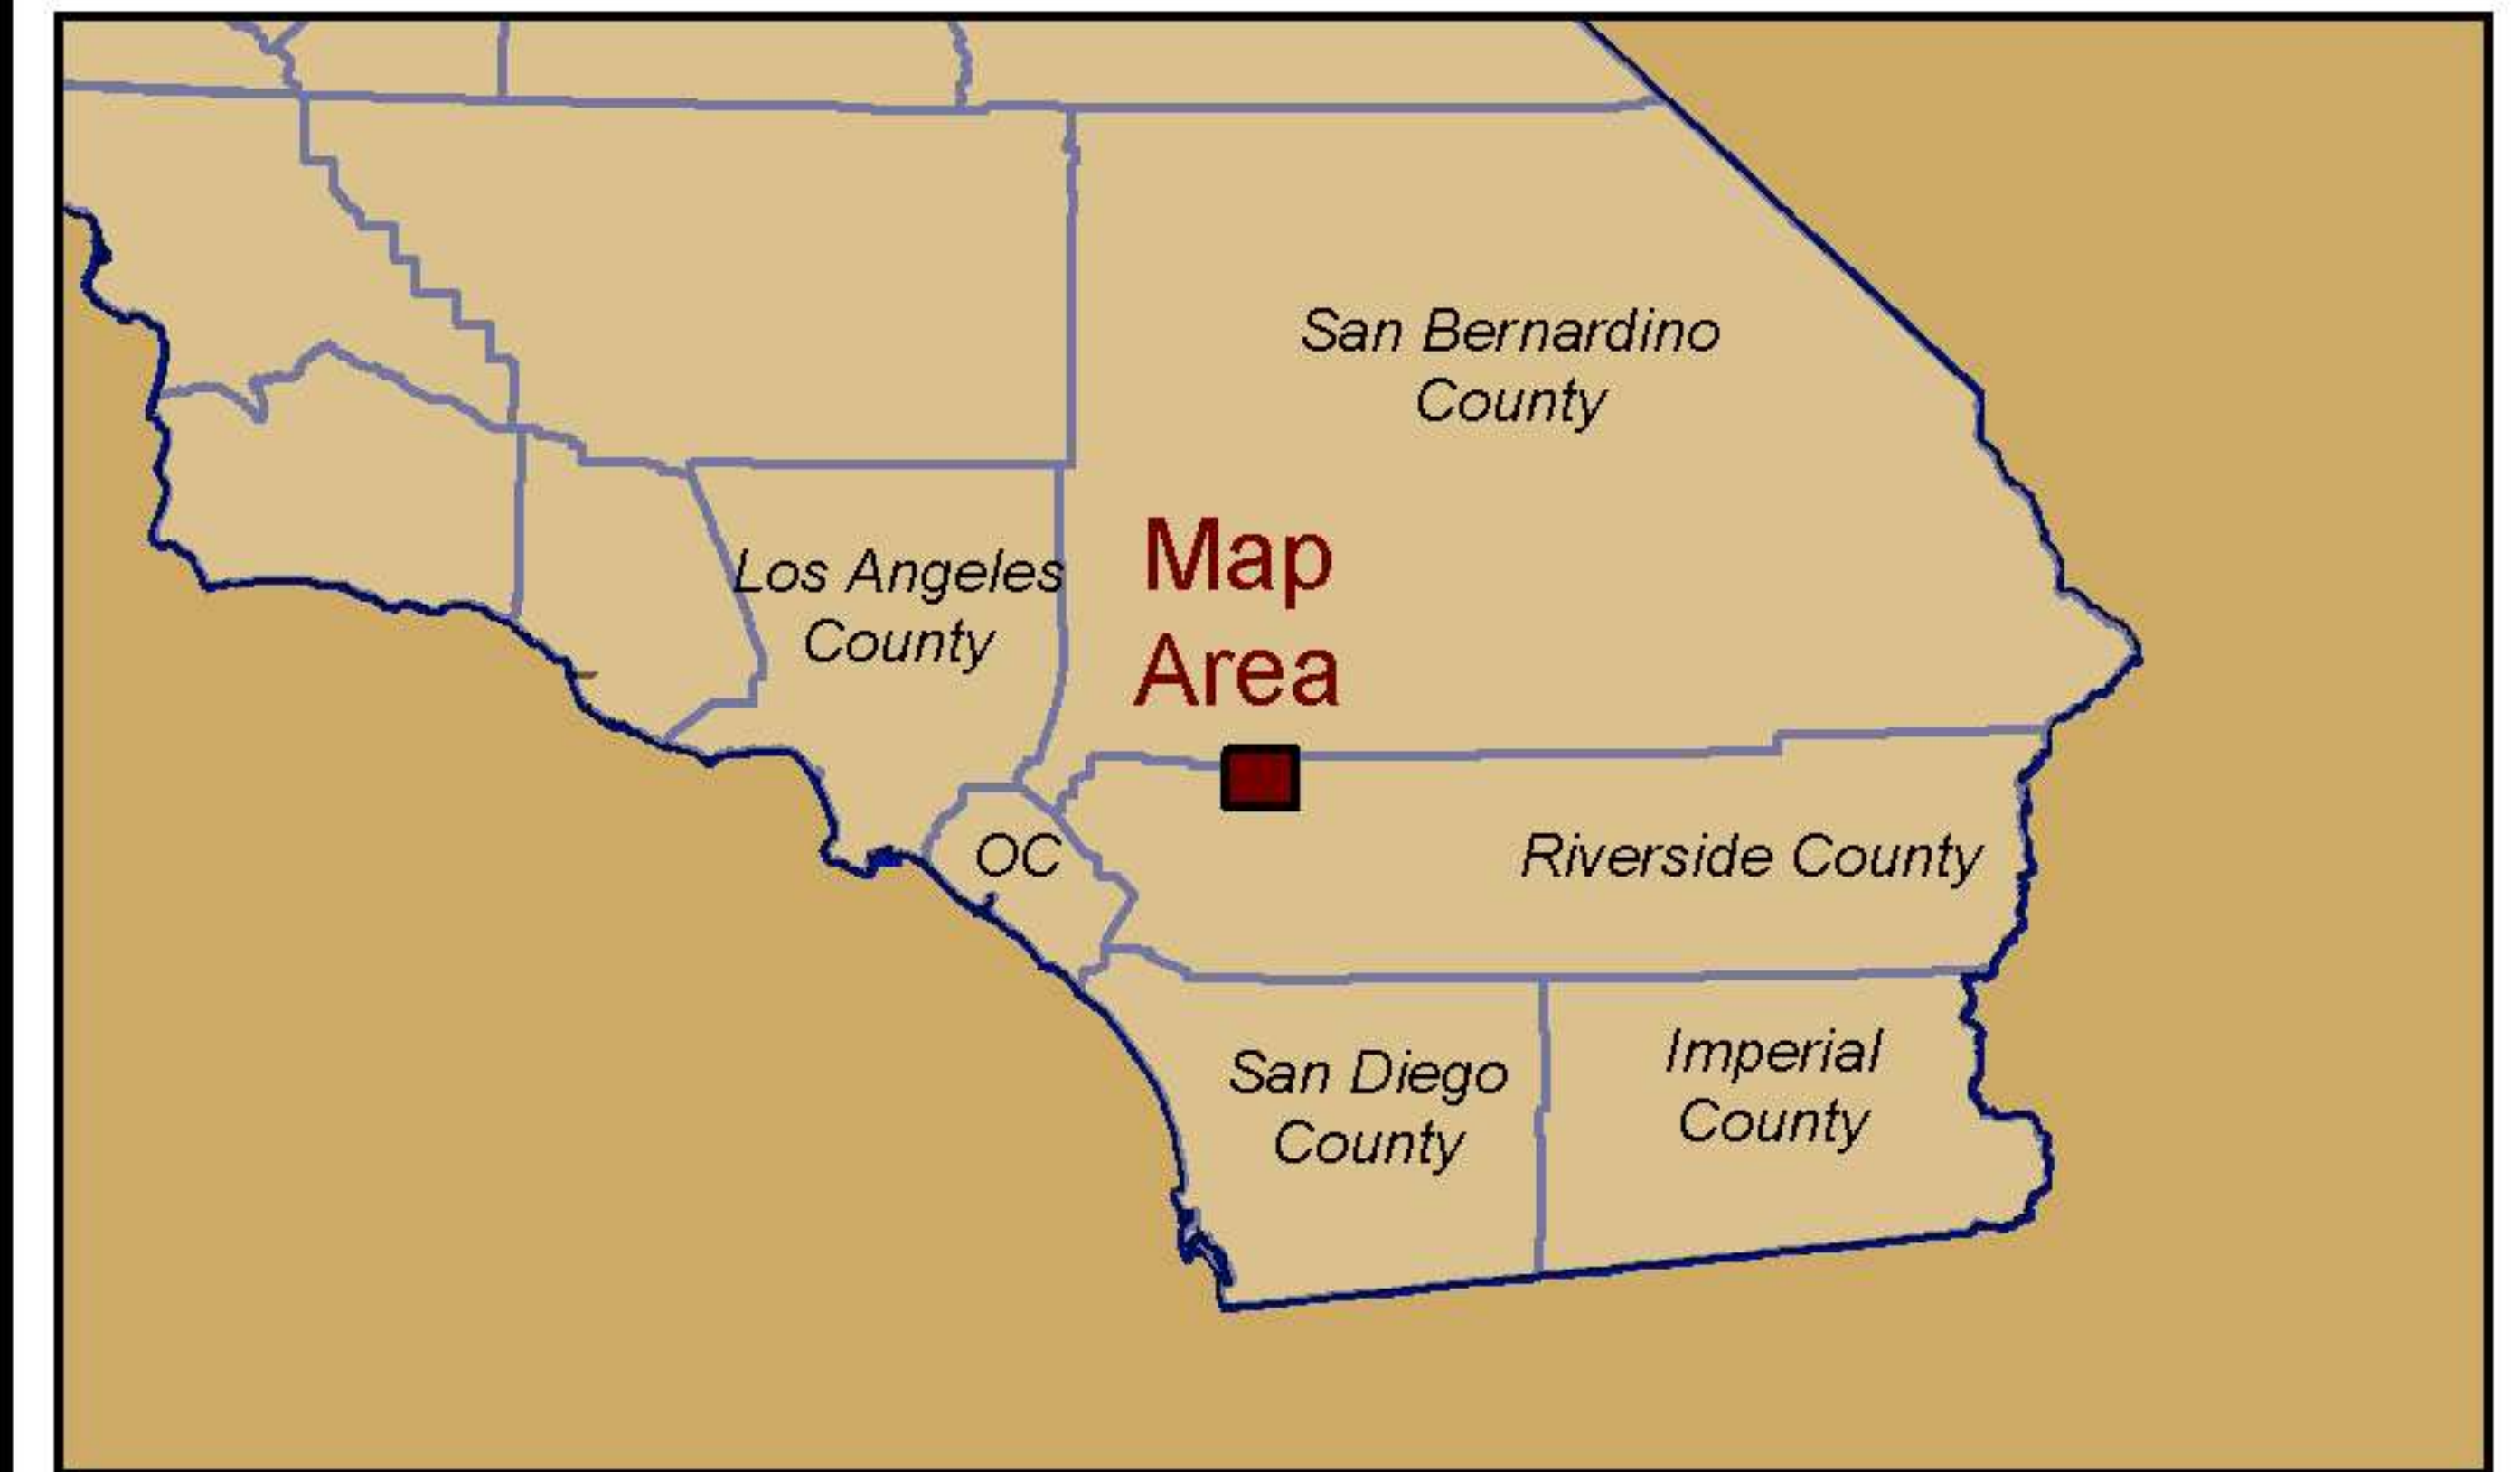 San Bernardino
County
Map
Area
Los Angeles
County
OC
Riverside County
San Diego
County
Imperial
County